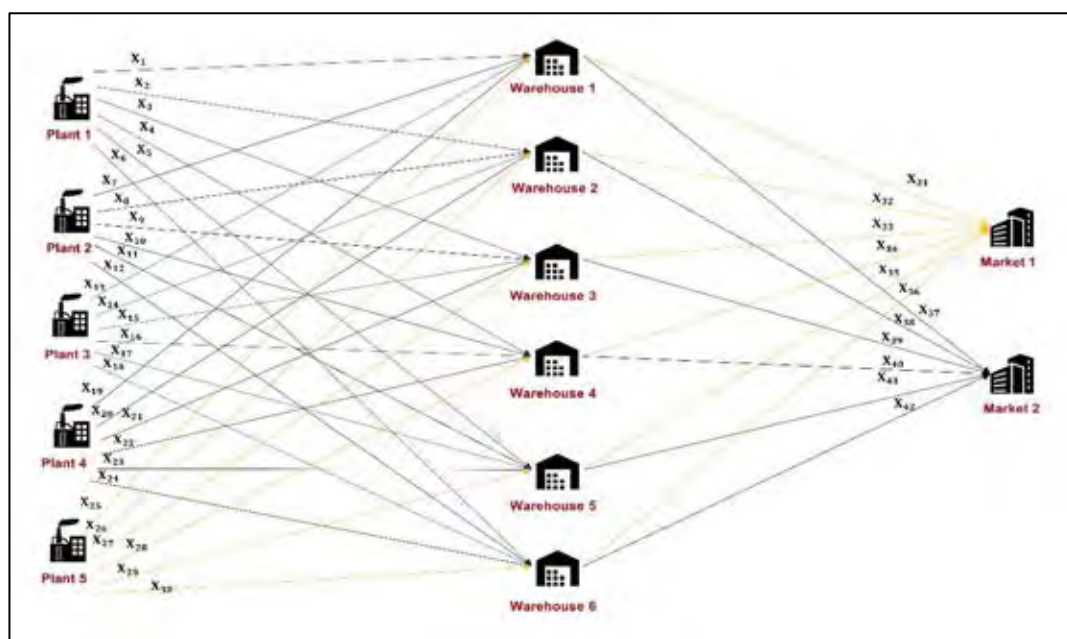 X₁
X₂
X₃
X₄
X₅
X₆
Plant 1
X₇
X₈
X₉
X₁₀
X₁₁
X₁₂
Plant 2
X₁₃
X₁₄
X₁₅
X₁₆
X₁₇
X₁₈
Plant 3
X₁₉
X₂₀
X₂₁
X₂₂
X₂₃
X₂₄
Plant 4
X₂₅
X₂₆
X₂₇
X₂₈
X₂₉
X₃₀
Plant 5
Warehouse 1
Warehouse 2
Warehouse 3
Warehouse 4
Warehouse 5
Warehouse 6
X₃₁
X₃₂
X₃₃
X₃₄
X₃₅
X₃₆
X₃₇
X₃₈
X₃₉
X₄₀
X₄₁
X₄₂
Market 1
Market 2